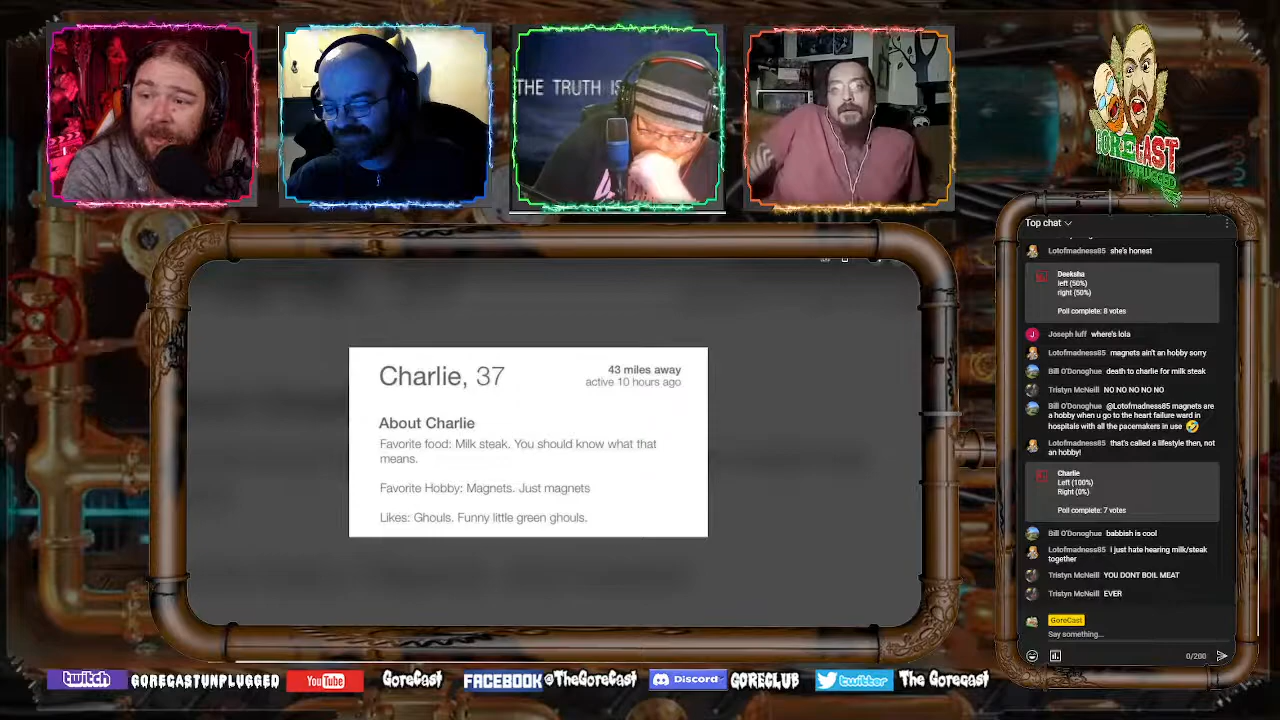 THE TRUTH IS
GORECAST
UNPLUGGED
Charlie, 37
43 miles away
active 10 hours ago
About Charlie
Favorite food: Milk steak. You should know what that
means.
Favorite Hobby: Magnets. Just magnets
Likes: Ghouls. Funny little green ghouls.
Top chat
Lotofmadness85 she's honest
Deeksha
left (50%)
right (50%)
Poll complete: 8 votes
J
Joseph luff where's lola
Lotofmadness85 magnets ain't an hobby sorry
Bill O'Donoghue death to charlie for milk steak
Tristyn McNeill NO NO NO NO NO
Bill O'Donoghue @Lotofmadness85 magnets are
a hobby when u go to the heart failure ward in
hospitals with all the pacemakers in use
Lotofmadness85 that's called a lifestyle then, not
an hobby!
Charlie
Left (100%)
Right (0%)
Poll complete: 7 votes
Bill O'Donoghue babbish is cool
Lotofmadness85 i just hate hearing milk/steak
together
Tristyn McNeill YOU DONT BOIL MEAT
Tristyn McNeill EVER
GoreCast
Say something...
0/200
twitch GORECASTUNPLUGGED YouTube GoreCast FACEBOOK @TheGoreCast Discord GORECLUB twitter The Gorecast